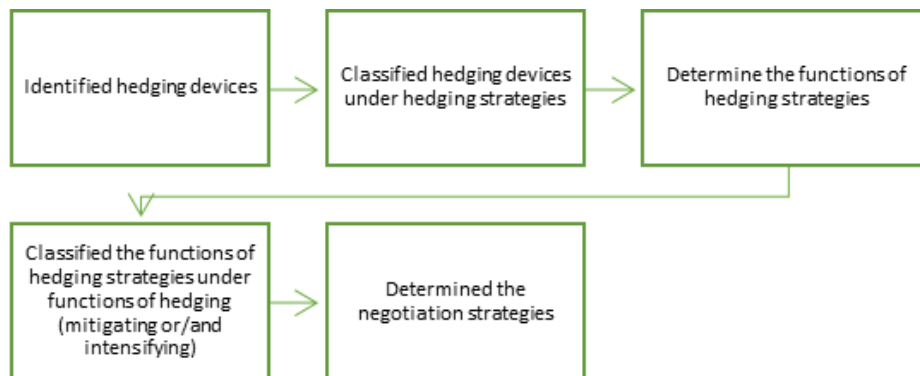 Identified hedging devices
Classified hedging devices
under hedging strategies
Determine the functions of
hedging strategies
Classified the functions of
hedging strategies under
functions of hedging
(mitigating or/and
intensifying)
Determined the
negotiation strategies